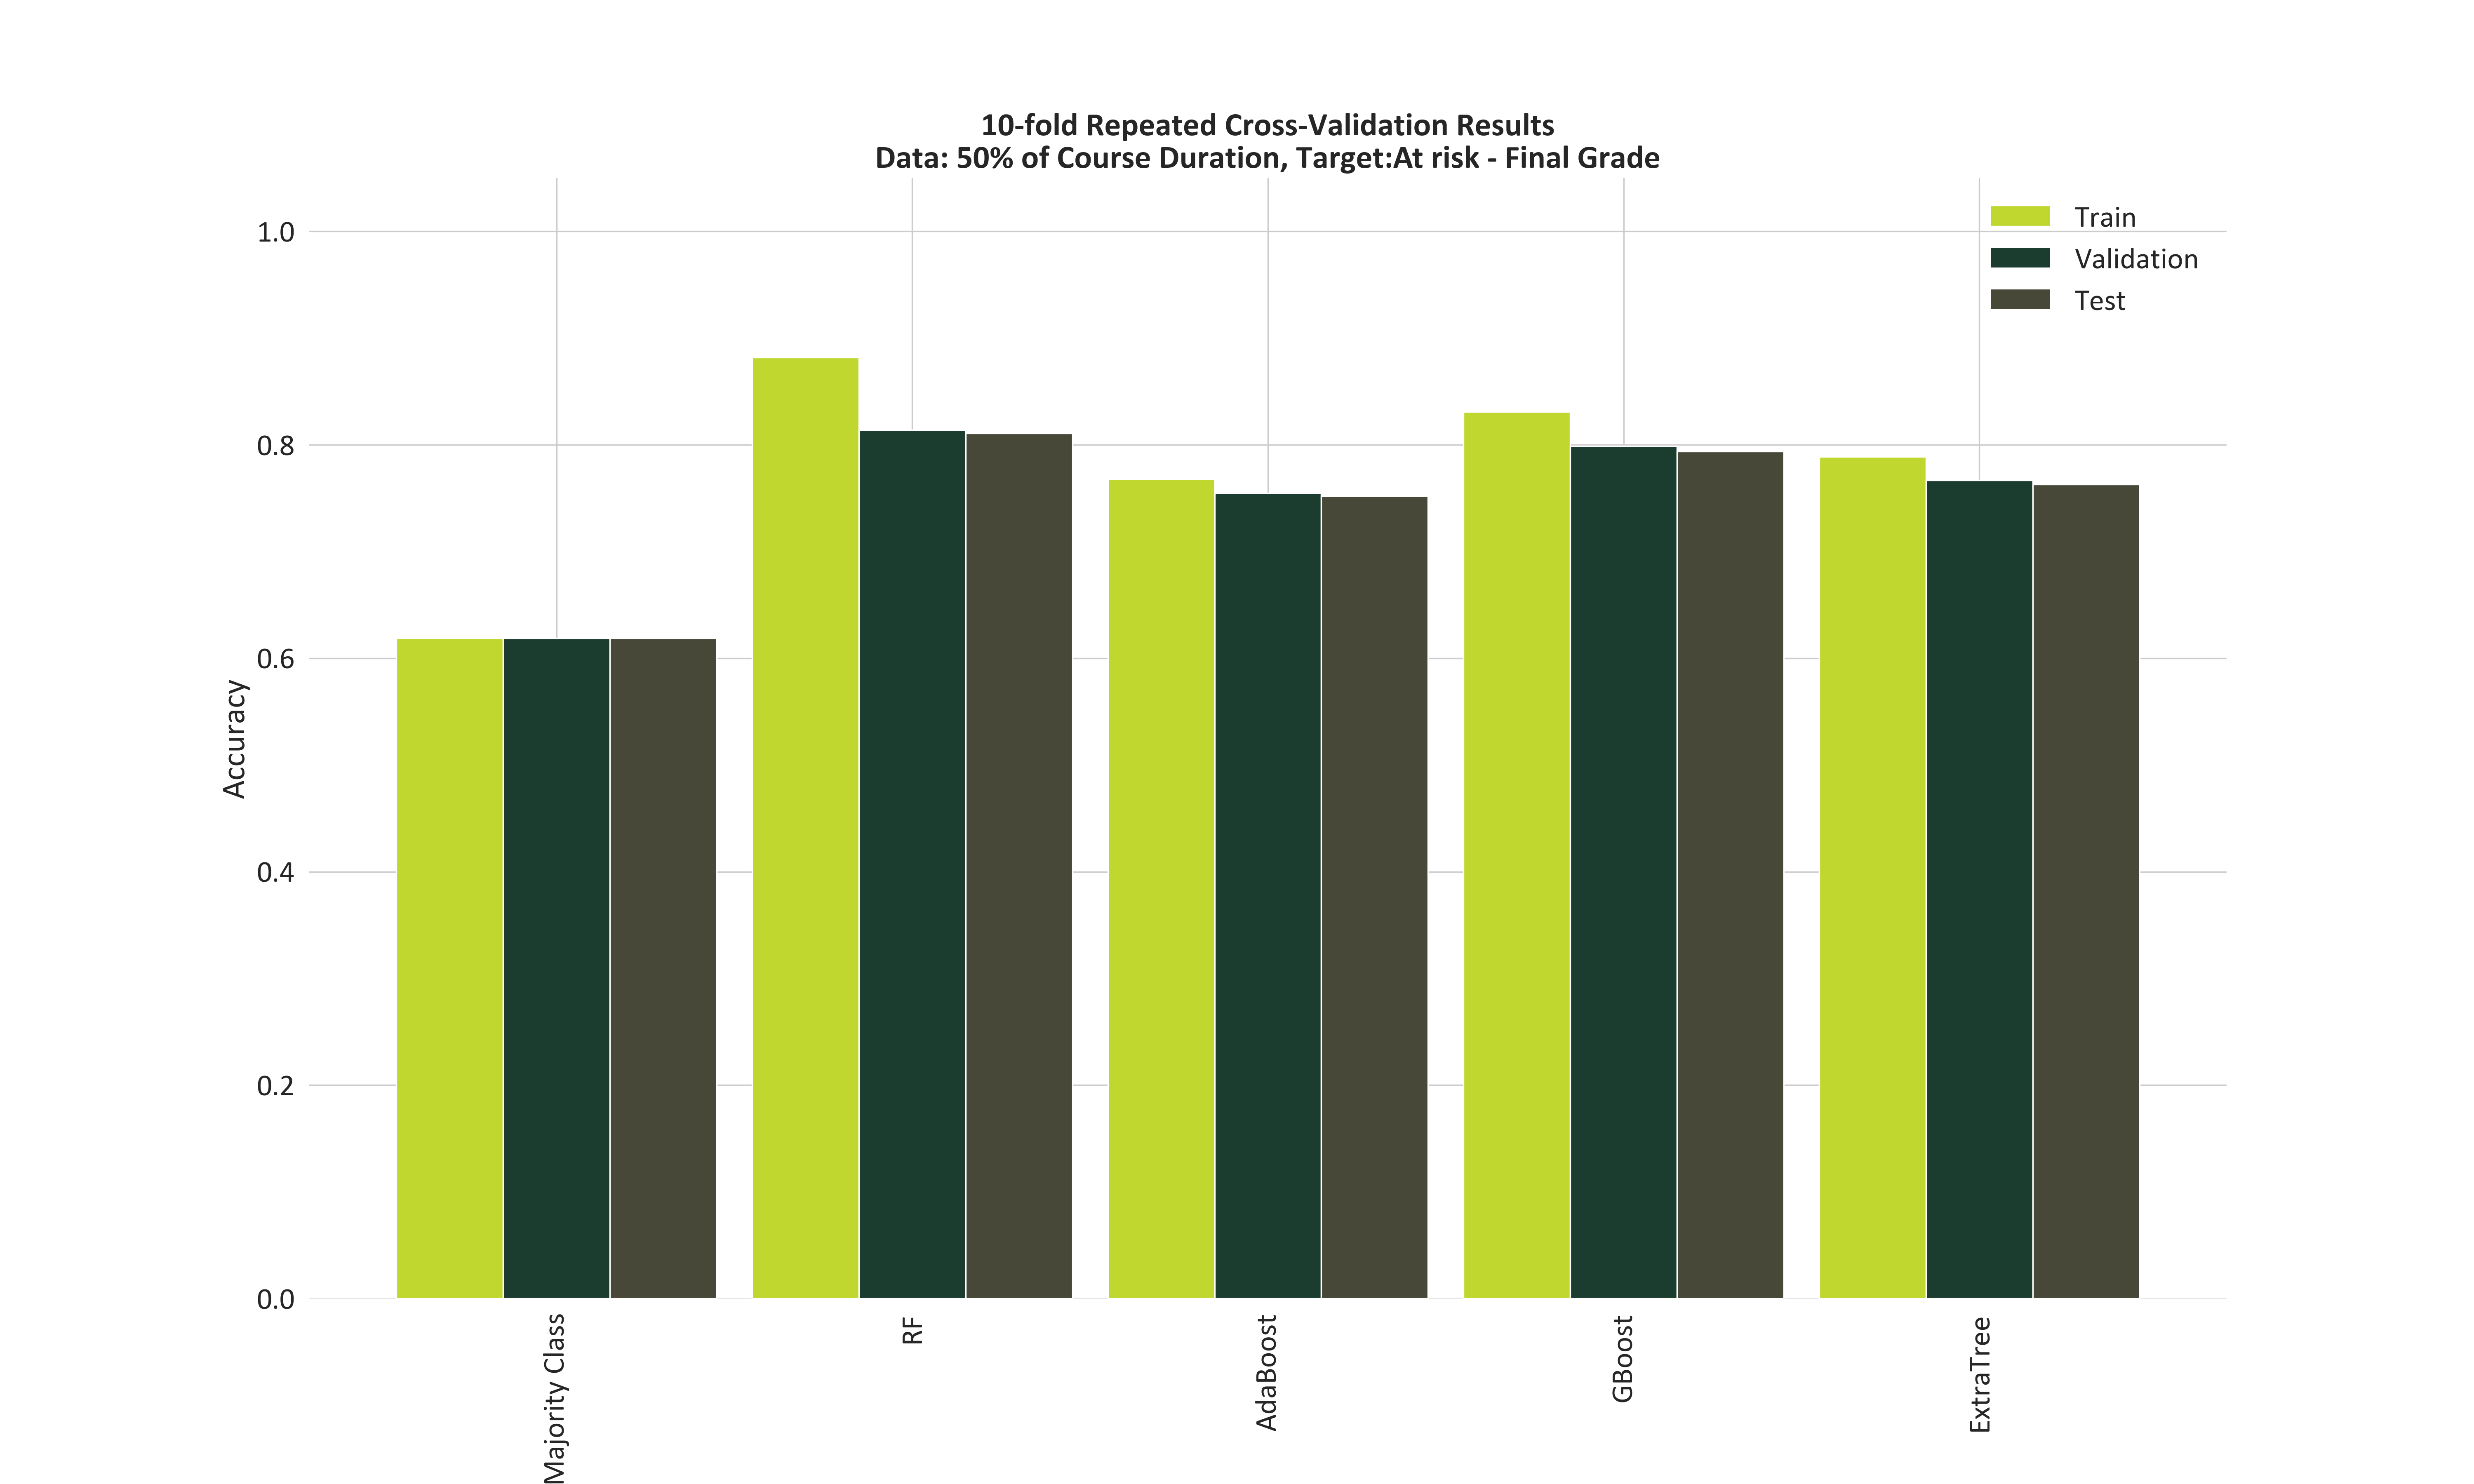 10-fold Repeated Cross-Validation Results
Data: 50% of Course Duration, Target:At risk - Final Grade
Train
Validation
Test
1.0
0.8
0.6
0.4
0.2
0.0
Accuracy
Majority Class
RF
AdaBoost
GBoost
ExtraTree